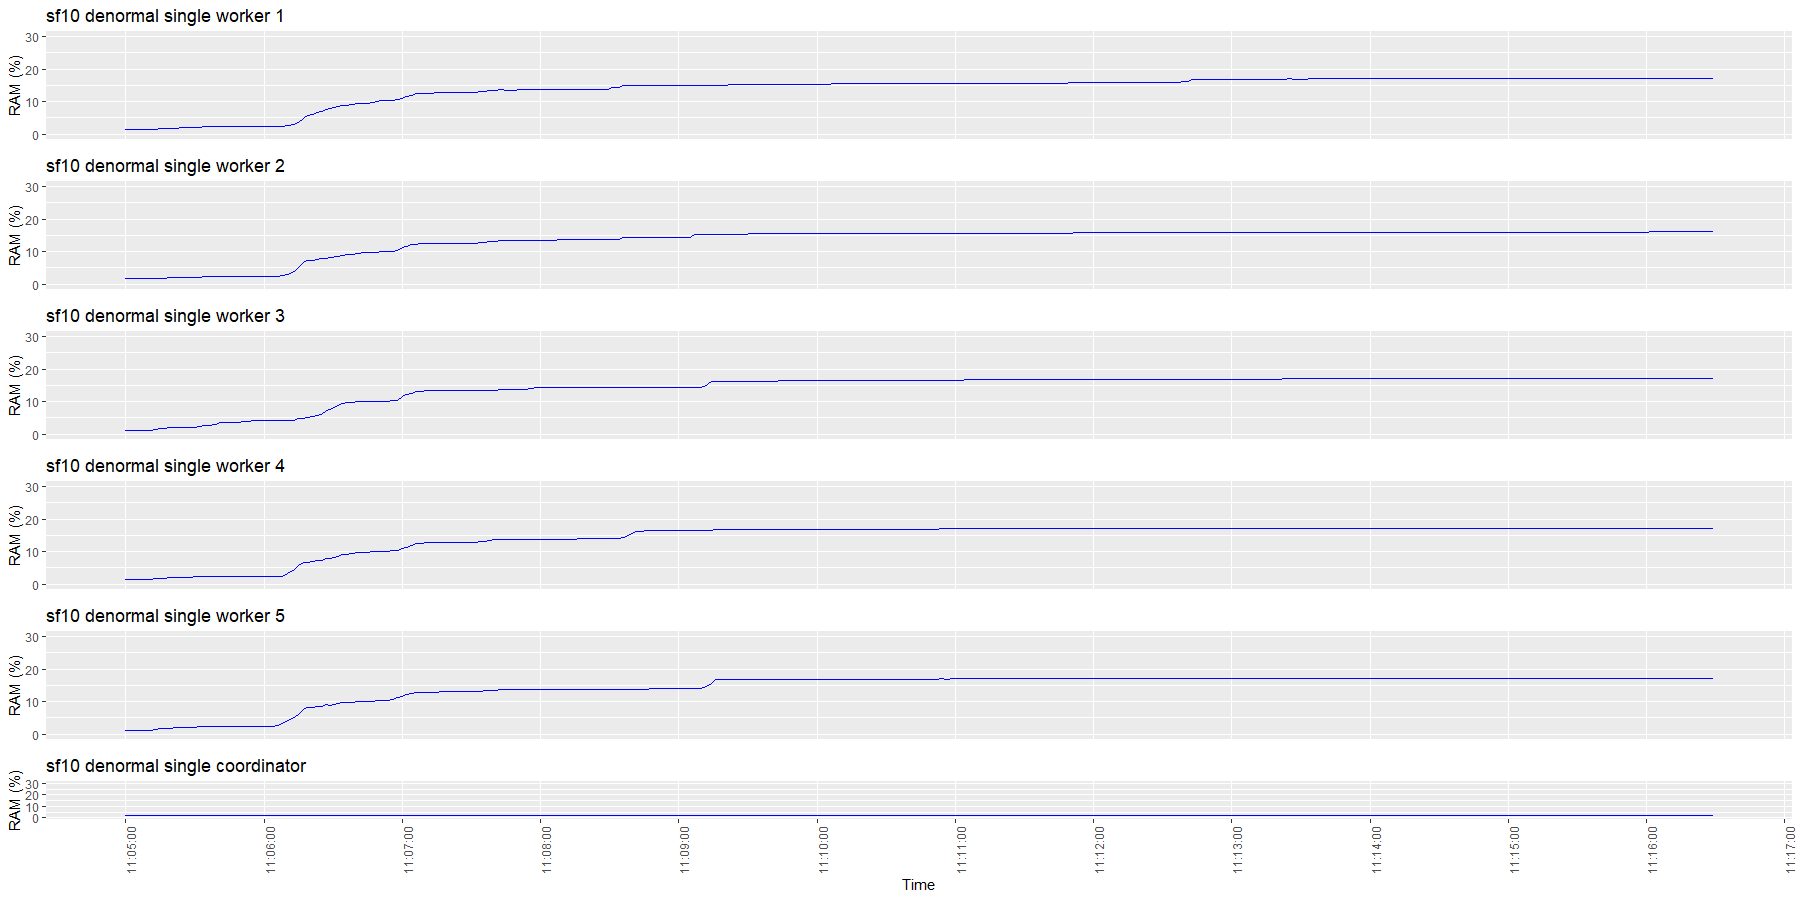 sf10 denormal single worker 1
RAM (%)
30
20
10
0
sf10 denormal single worker 2
RAM (%)
30
20
10
0
sf10 denormal single worker 3
RAM (%)
30
20
10
0
sf10 denormal single worker 4
RAM (%)
30
20
10
0
sf10 denormal single worker 5
RAM (%)
30
20
10
0
sf10 denormal single coordinator
RAM (%)
30
20
10
0
11:05:00
11:06:00
11:07:00
11:08:00
11:09:00
11:10:00
11:11:00
11:12:00
11:13:00
11:14:00
11:15:00
11:16:00
11:17:00
Time